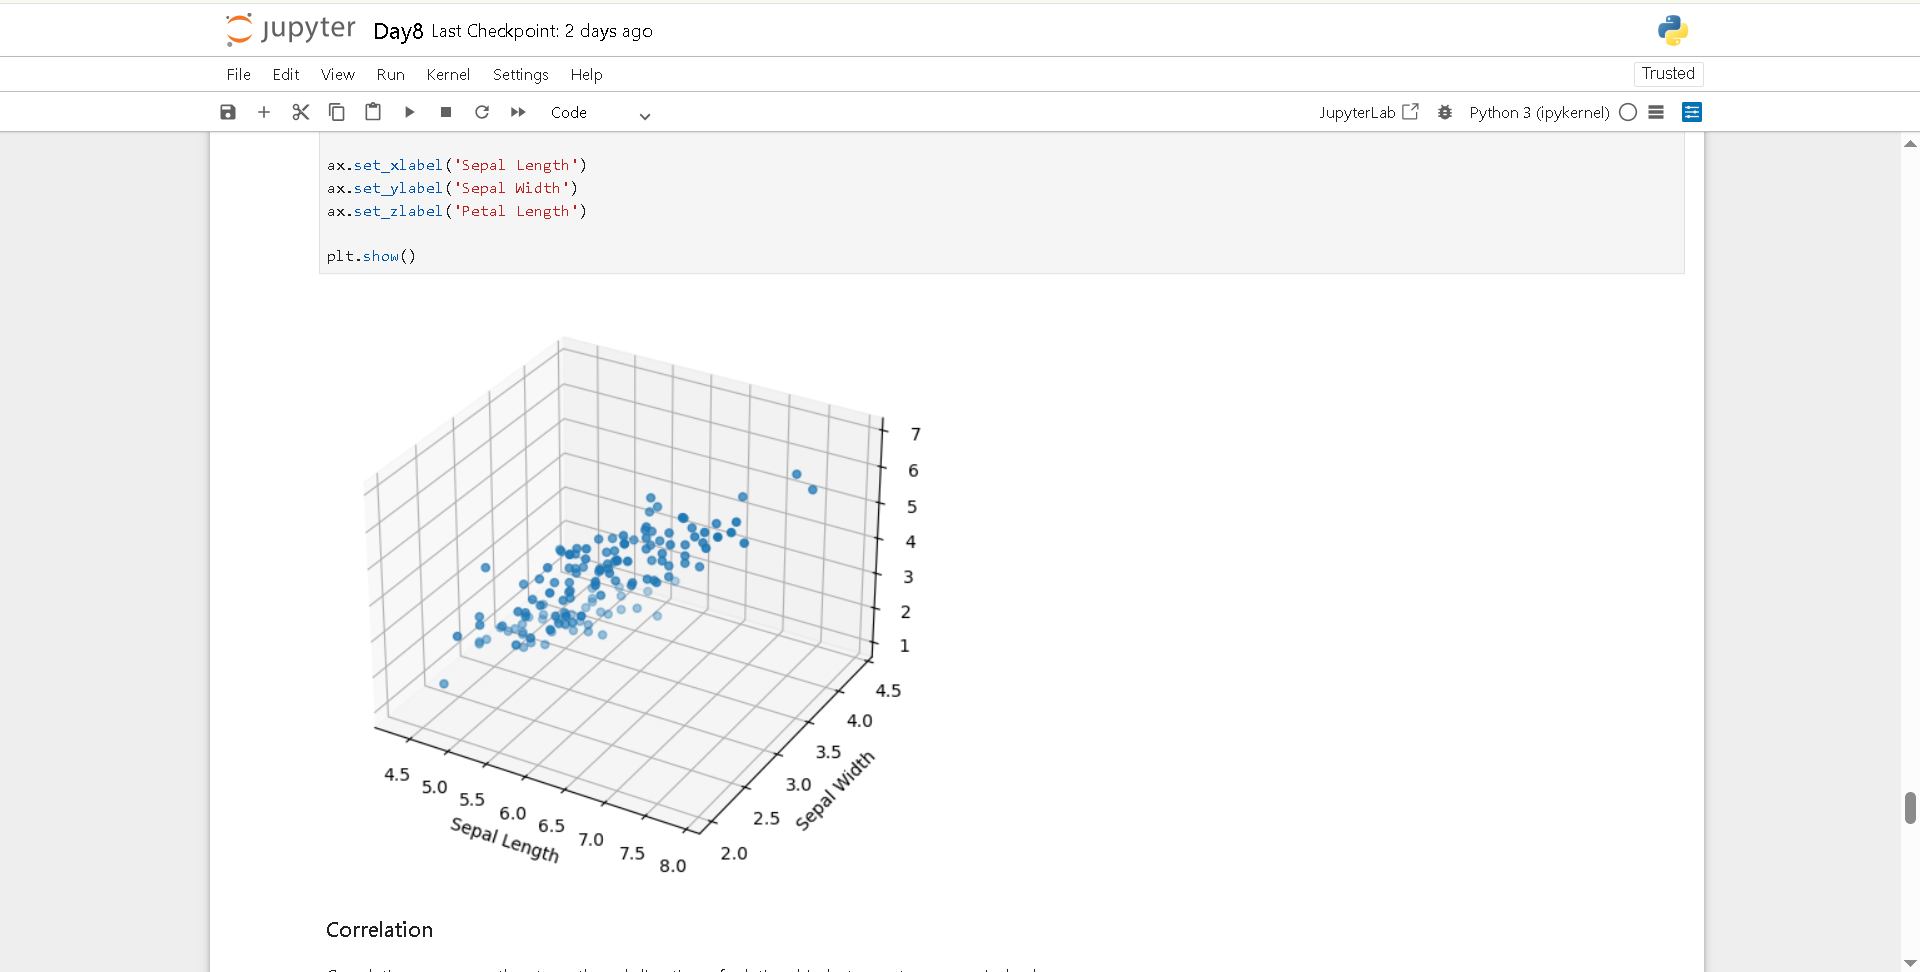 jupyter Day8 Last Checkpoint: 2 days ago
File Edit View Run Kernel Settings Help Trusted
Code JupyterLab Python 3 (ipykernel)
ax.set_xlabel('Sepal Length')
ax.set_ylabel('Sepal Width')
ax.set_zlabel('Petal Length')
plt.show()
7
6
5
4
3
2
1
4.5
4.0
3.5
3.0
2.5
2.0
Sepal Width
4.5
5.0
5.5
6.0
6.5
7.0
7.5
8.0
Sepal Length
Correlation